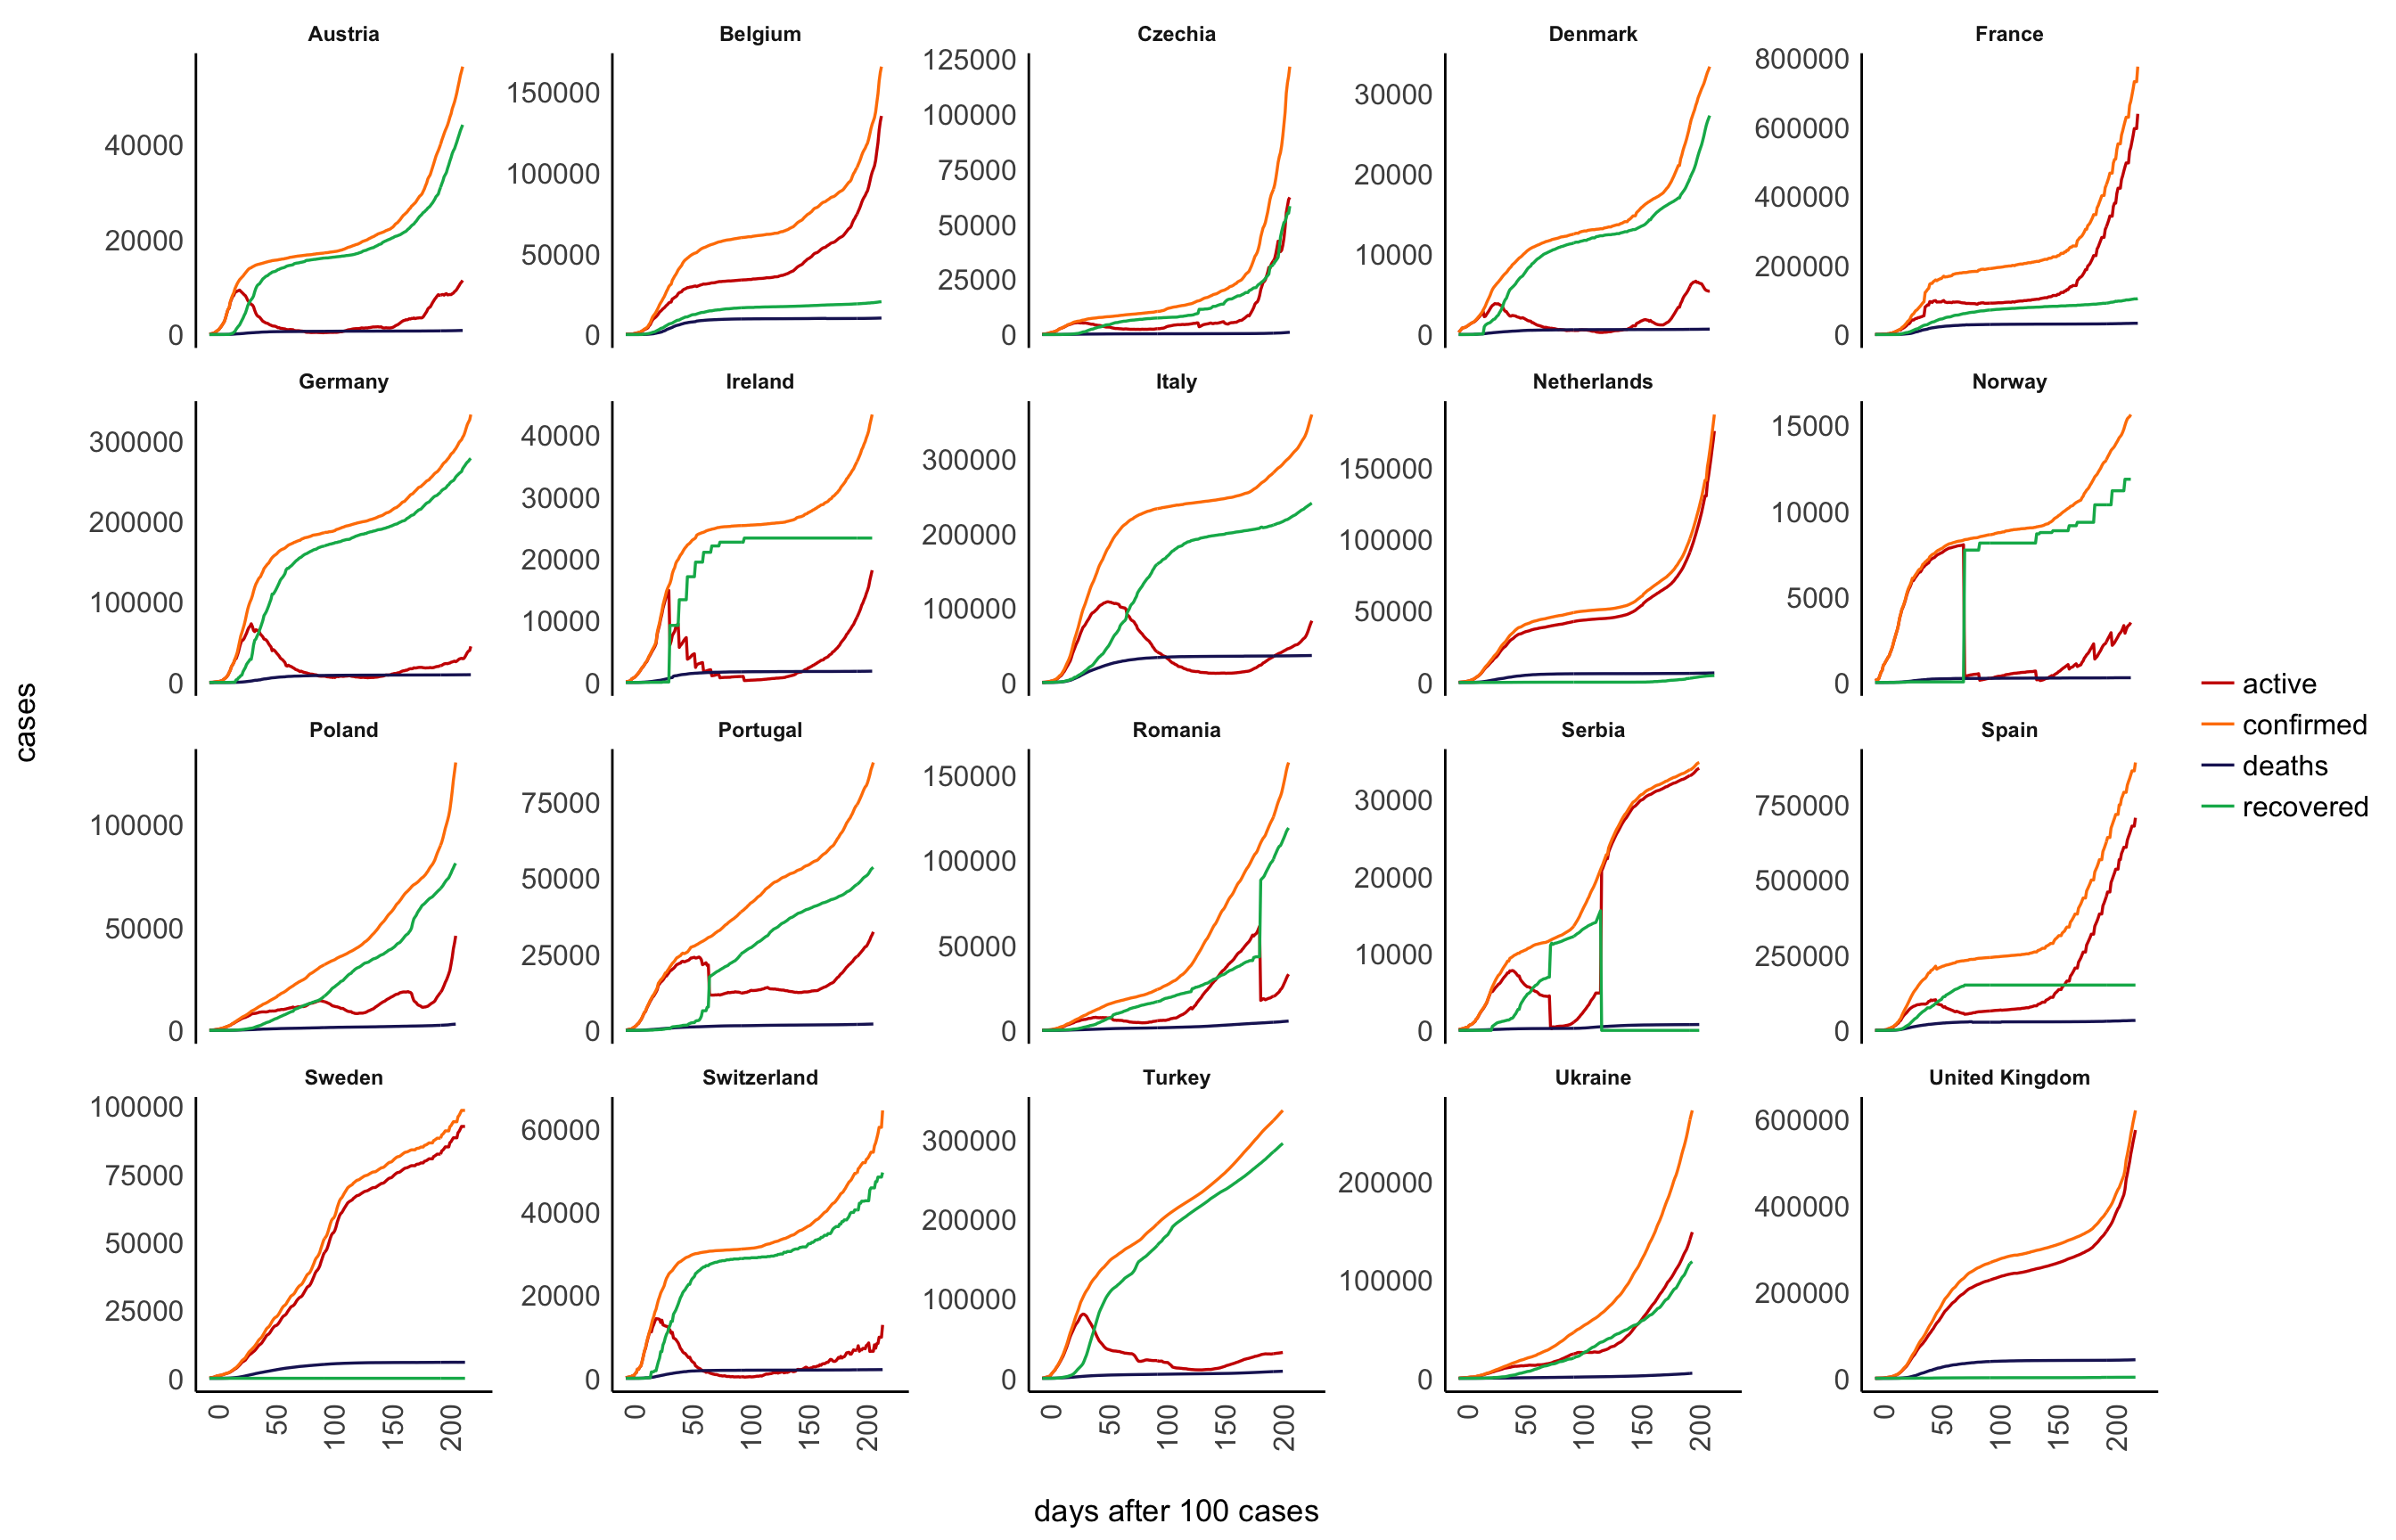 Austria
Belgium
Czechia
Denmark
France
40000
20000
0
150000
100000
50000
0
125000
100000
75000
50000
25000
0
30000
20000
10000
0
800000
600000
400000
200000
0
Germany
Ireland
Italy
Netherlands
Norway
300000
200000
100000
0
40000
30000
20000
10000
0
300000
200000
100000
0
150000
100000
50000
0
15000
10000
5000
0
cases
active
confirmed
deaths
recovered
Poland
Portugal
Romania
Serbia
Spain
100000
50000
0
75000
50000
25000
0
150000
100000
50000
0
30000
20000
10000
0
750000
500000
250000
0
Sweden
Switzerland
Turkey
Ukraine
United Kingdom
100000
75000
50000
25000
0
60000
40000
20000
0
300000
200000
100000
0
200000
100000
0
600000
400000
200000
0
0 50 100 150 200
0 50 100 150 200
0 50 100 150 200
0 50 100 150 200
0 50 100 150 200
days after 100 cases